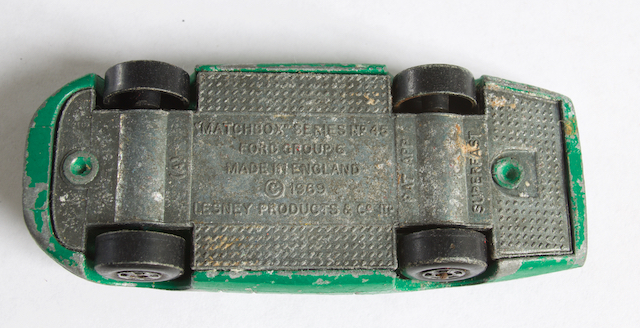 "MATCHBOX" SERIES No 45
FORD GROUP 6
MADE IN ENGLAND
© 1969
LESNEY PRODUCTS & Co LTD
SUPERFAST